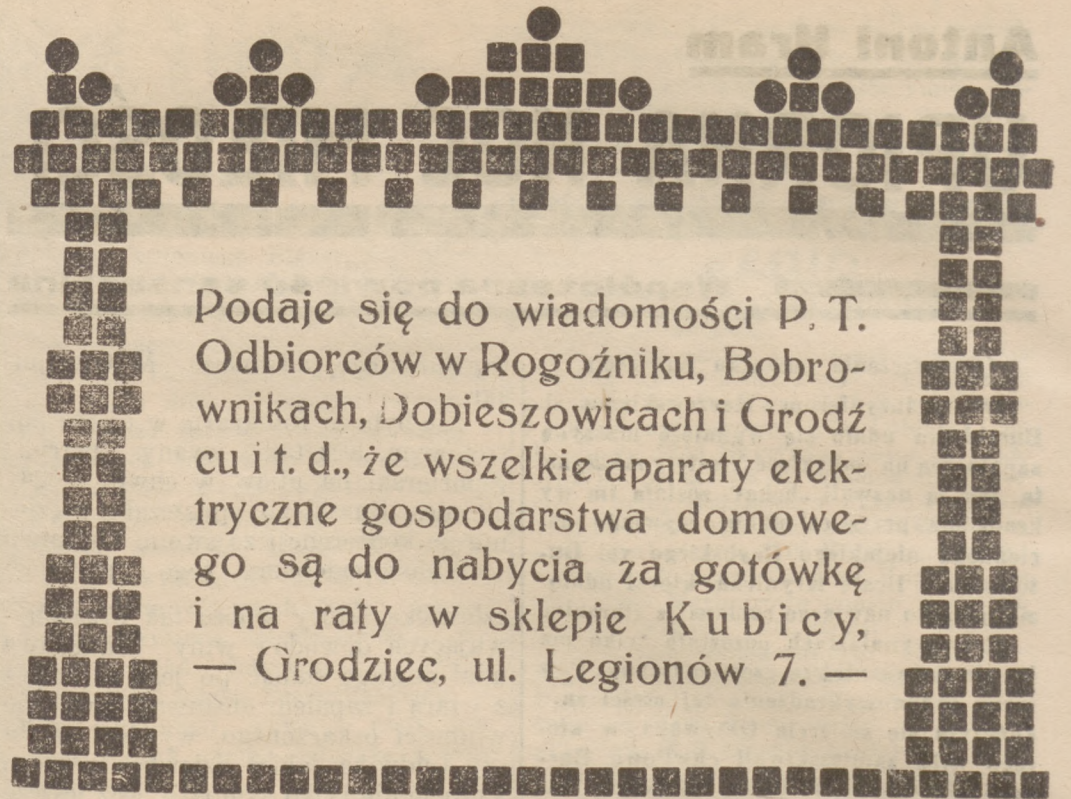 Podaje się do wiadomości P. T.
Odbiorców w Rogoźniku, Bobro-
wnikach, Dobieszowicach i Grodź
cu i t. d., że wszelkie aparaty elek-
tryczne gospodarstwa domowe-
go są do nabycia za gotówkę
i na raty w sklepie Kubicy,
— Grodziec, ul. Legionów 7. —